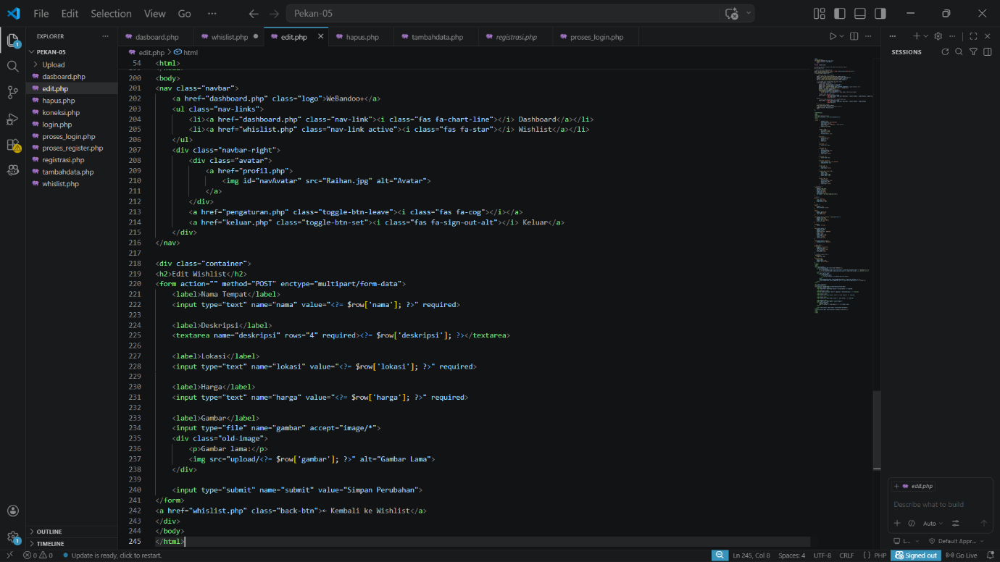 File Edit Selection View Go ··· Pekan-05
EXPLORER ···
PEKAN-05
Upload
dasboard.php
edit.php
hapus.php
koneksi.php
login.php
proses_login.php
proses_register.php
registrasi.php
tambahdata.php
whislist.php
OUTLINE
TIMELINE
dasboard.php whislist.php edit.php hapus.php tambahdata.php registrasi.php proses_login.php
edit.php > html
54 <html>
200 <body>
201 <nav class="navbar">
202 <a href="dashboard.php" class="logo">WeBandoo+</a>
203 <ul class="nav-links">
204 <li><a href="dashboard.php" class="nav-link"><i class="fas fa-chart-line"></i> Dashboard</a></li>
205 <li><a href="whislist.php" class="nav-link active"><i class="fas fa-star"></i> Wishlist</a></li>
206 </ul>
207 <div class="navbar-right">
208 <div class="avatar">
209 <a href="profil.php">
210 <img id="navAvatar" src="Raihan.jpg" alt="Avatar">
211 </a>
212 </div>
213 <a href="pengaturan.php" class="toggle-btn-leave"><i class="fas fa-cog"></i></a>
214 <a href="keluar.php" class="toggle-btn-set"><i class="fas fa-sign-out-alt"></i> Keluar</a>
215 </div>
216 </nav>
217
218 <div class="container">
219 <h2>Edit Wishlist</h2>
220 <form action="" method="POST" enctype="multipart/form-data">
221 <label>Nama Tempat</label>
222 <input type="text" name="nama" value="<?= $row['nama']; ?>" required>
223
224 <label>Deskripsi</label>
225 <textarea name="deskripsi" rows="4" required><?= $row['deskripsi']; ?></textarea>
226
227 <label>Lokasi</label>
228 <input type="text" name="lokasi" value="<?= $row['lokasi']; ?>" required>
229
230 <label>Harga</label>
231 <input type="text" name="harga" value="<?= $row['harga']; ?>" required>
232
233 <label>Gambar</label>
234 <input type="file" name="gambar" accept="image/*">
235 <div class="old-image">
236 <p>Gambar lama:</p>
237 <img src="upload/<?= $row['gambar']; ?>" alt="Gambar Lama">
238 </div>
239
240 <input type="submit" name="submit" value="Simpan Perubahan">
241 </form>
242 <a href="whislist.php" class="back-btn">← Kembali ke Wishlist</a>
243 </div>
244 </body>
245 </html>
SESSIONS
edit.php
Describe what to build
Auto
L... Default Appr...
0 0 Update is ready, click to restart. Ln 245, Col 8 Spaces: 4 UTF-8 CRLF { } PHP Signed out Go Live